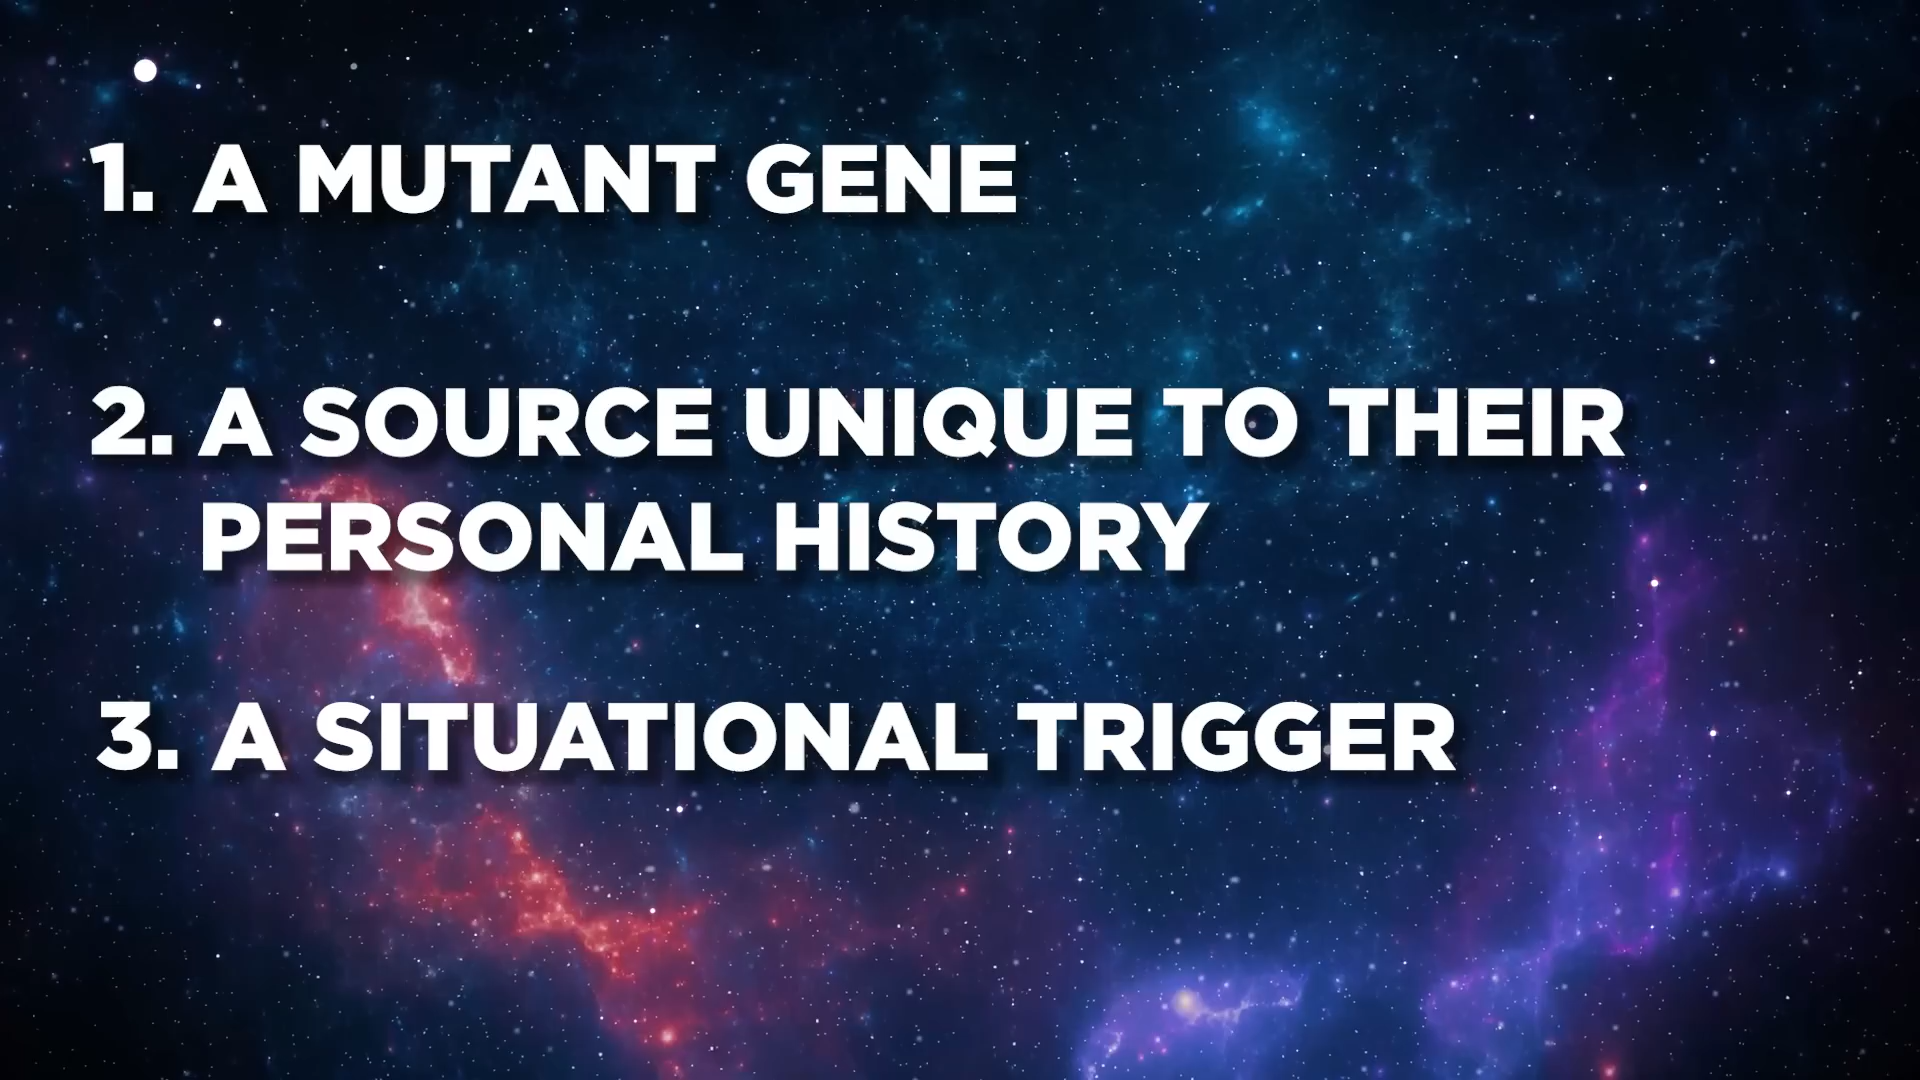 1. A MUTANT GENE
2. A SOURCE UNIQUE TO THEIR
PERSONAL HISTORY
3. A SITUATIONAL TRIGGER